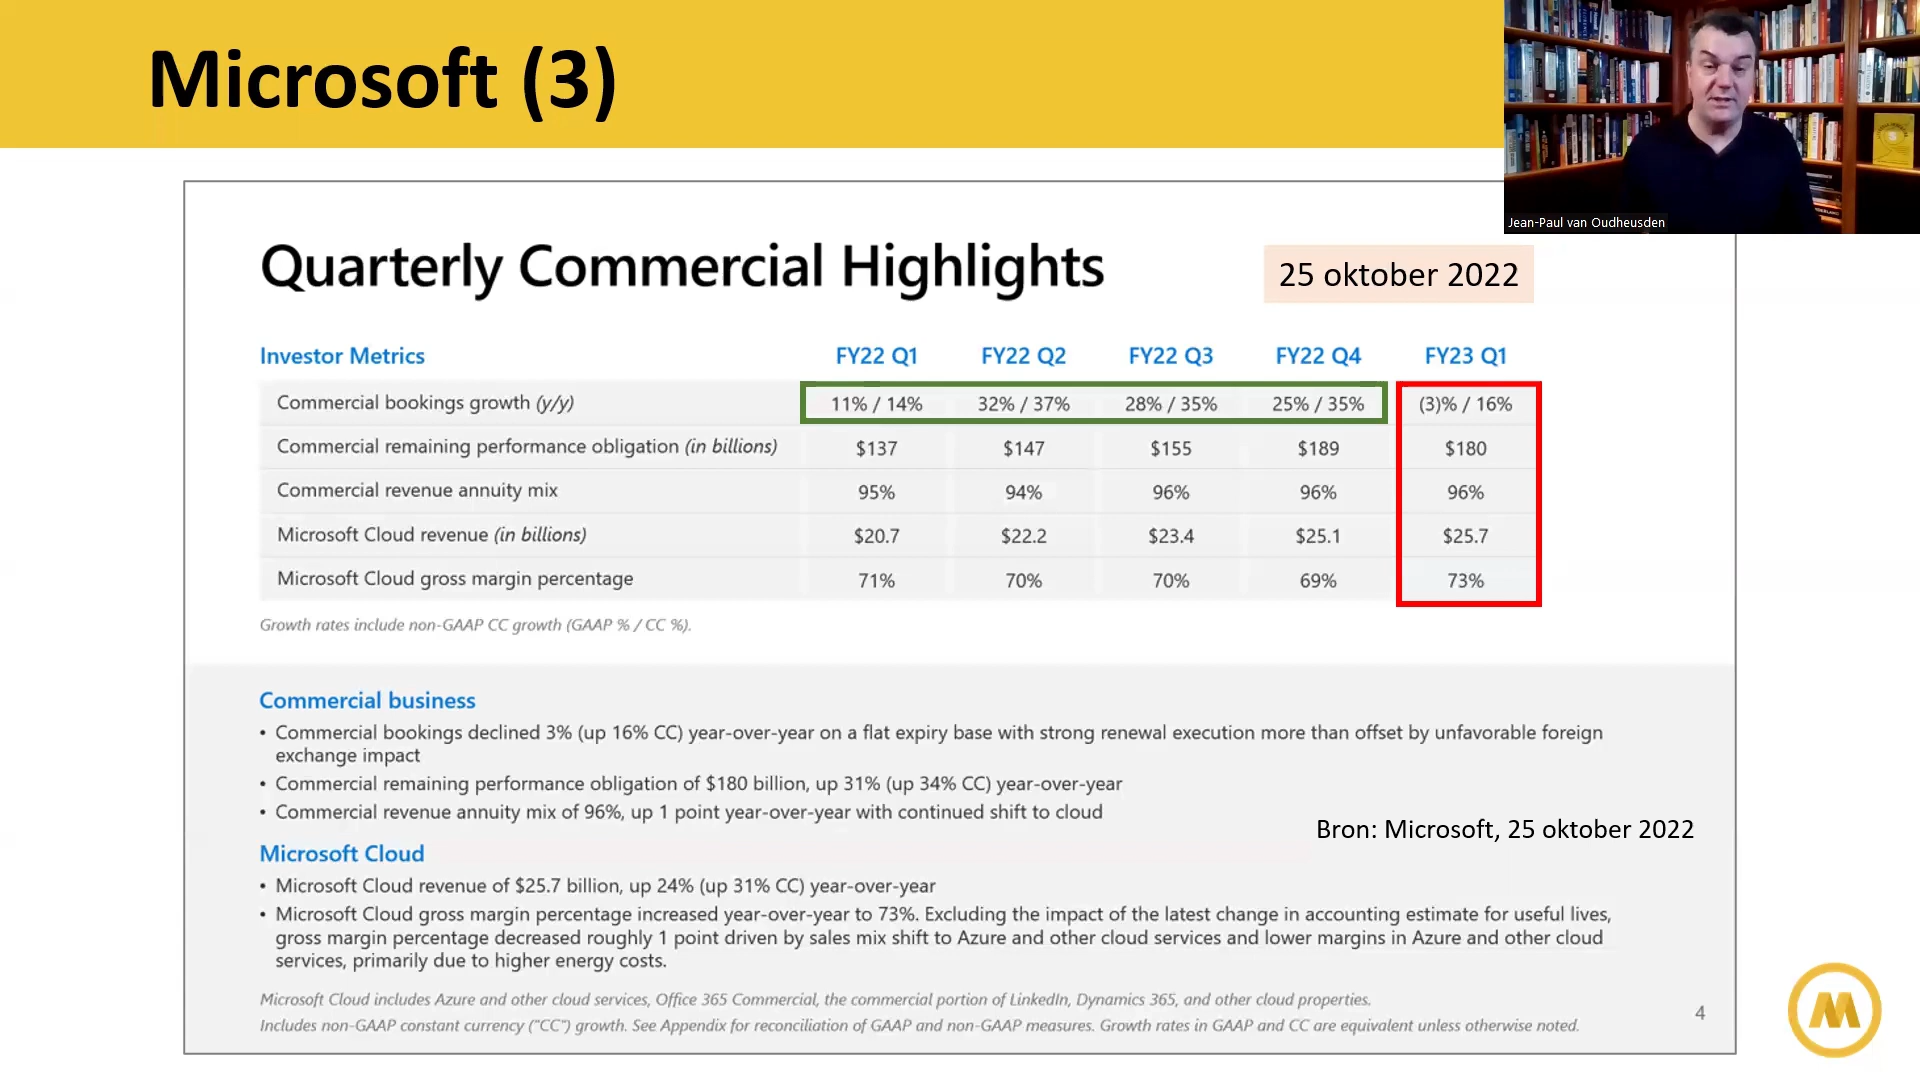 Microsoft (3)
Jean-Paul van Oudheusden
Quarterly Commercial Highlights
25 oktober 2022
Investor Metrics FY22 Q1 FY22 Q2 FY22 Q3 FY22 Q4 FY23 Q1
Commercial bookings growth (y/y) 11% / 14% 32% / 37% 28% / 35% 25% / 35% (3)% / 16%
Commercial remaining performance obligation (in billions) $137 $147 $155 $189 $180
Commercial revenue annuity mix 95% 94% 96% 96% 96%
Microsoft Cloud revenue (in billions) $20.7 $22.2 $23.4 $25.1 $25.7
Microsoft Cloud gross margin percentage 71% 70% 70% 69% 73%
Growth rates include non-GAAP CC growth (GAAP % / CC %).
Commercial business
• Commercial bookings declined 3% (up 16% CC) year-over-year on a flat expiry base with strong renewal execution more than offset by unfavorable foreign
exchange impact
• Commercial remaining performance obligation of $180 billion, up 31% (up 34% CC) year-over-year
• Commercial revenue annuity mix of 96%, up 1 point year-over-year with continued shift to cloud
Bron: Microsoft, 25 oktober 2022
Microsoft Cloud
• Microsoft Cloud revenue of $25.7 billion, up 24% (up 31% CC) year-over-year
• Microsoft Cloud gross margin percentage increased year-over-year to 73%. Excluding the impact of the latest change in accounting estimate for useful lives,
gross margin percentage decreased roughly 1 point driven by sales mix shift to Azure and other cloud services and lower margins in Azure and other cloud
services, primarily due to higher energy costs.
Microsoft Cloud includes Azure and other cloud services, Office 365 Commercial, the commercial portion of LinkedIn, Dynamics 365, and other cloud properties.
Includes non-GAAP constant currency ("CC") growth. See Appendix for reconciliation of GAAP and non-GAAP measures. Growth rates in GAAP and CC are equivalent unless otherwise noted.
4
M